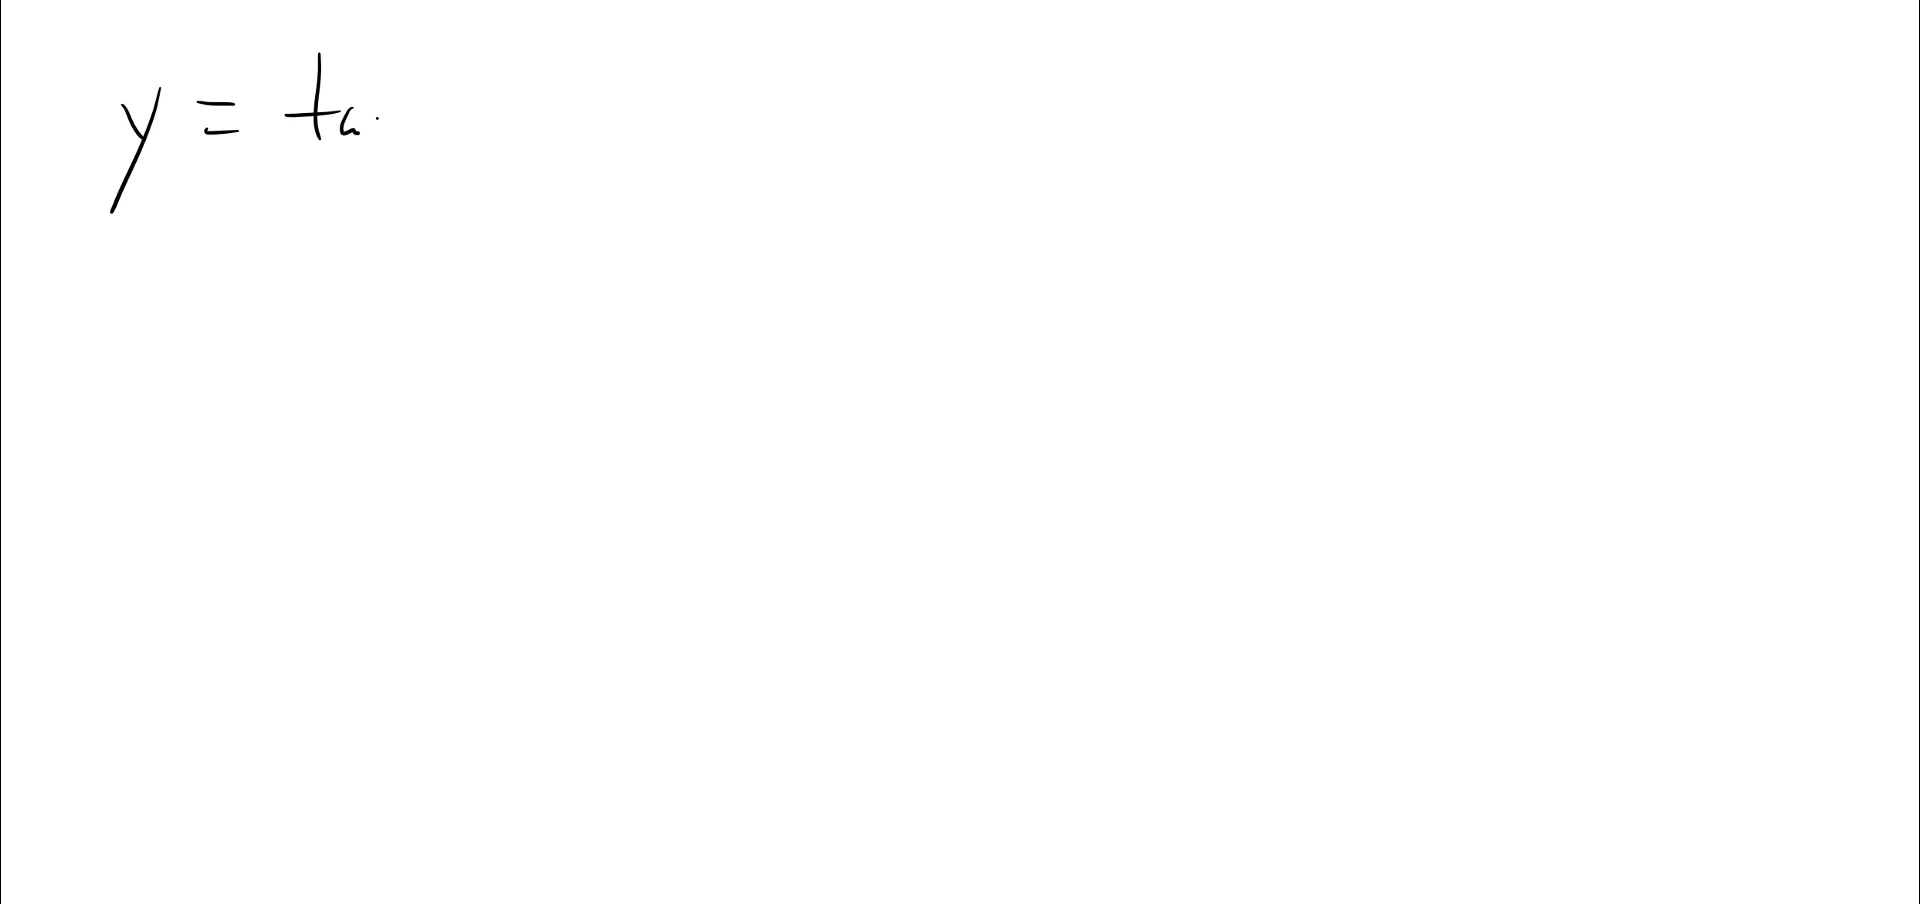 y = ta